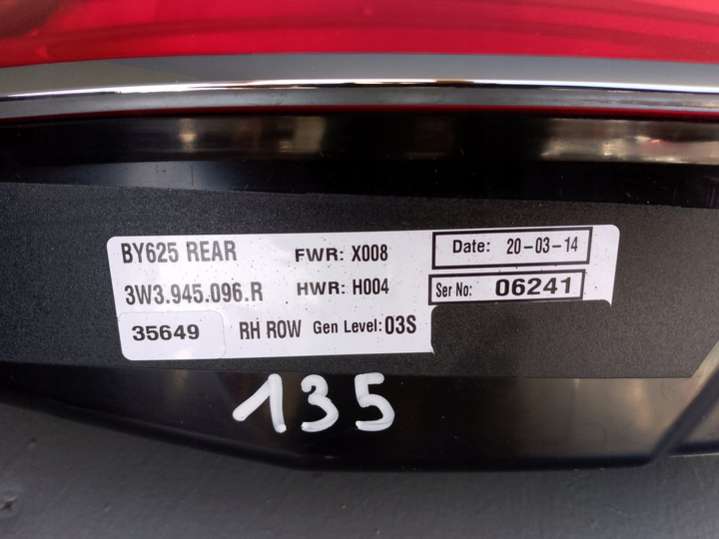 BY625 REAR FWR: X008 Date: 20-03-14
3W3.945.096.R HWR: H004 Ser No: 06241
35649 RH ROW Gen Level: 03S
135